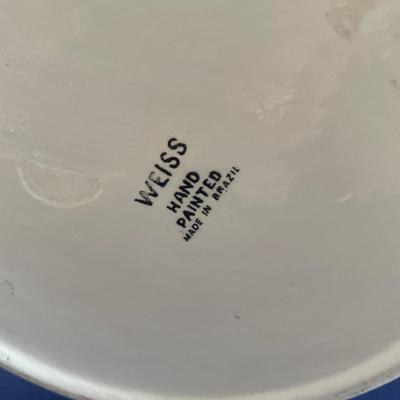 WEISS
HAND
PAINTED
MADE IN BRAZIL